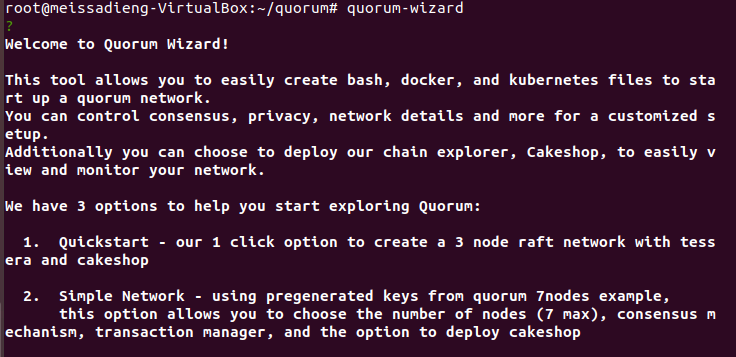 root@meissadieng-VirtualBox:~/quorum# quorum-wizard
?
Welcome to Quorum Wizard!
This tool allows you to easily create bash, docker, and kubernetes files to sta
rt up a quorum network.
You can control consensus, privacy, network details and more for a customized s
etup.
Additionally you can choose to deploy our chain explorer, Cakeshop, to easily v
iew and monitor your network.
We have 3 options to help you start exploring Quorum:
1. Quickstart - our 1 click option to create a 3 node raft network with tess
era and cakeshop
2. Simple Network - using pregenerated keys from quorum 7nodes example,
this option allows you to choose the number of nodes (7 max), consensus m
echanism, transaction manager, and the option to deploy cakeshop